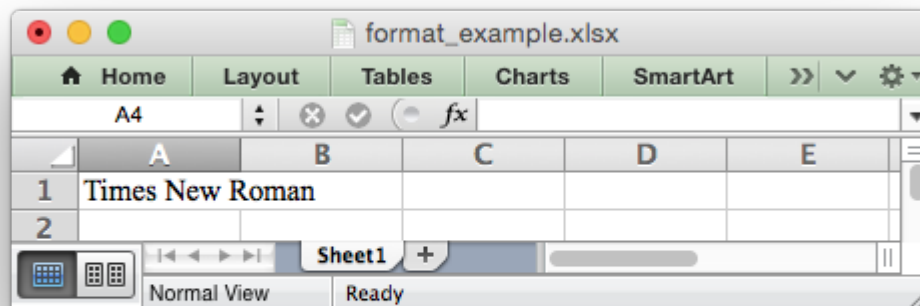 format_example.xlsx
Home Layout Tables Charts SmartArt
A4 fx
A B C D E
1 Times New Roman
2
Sheet1 +
Normal View Ready